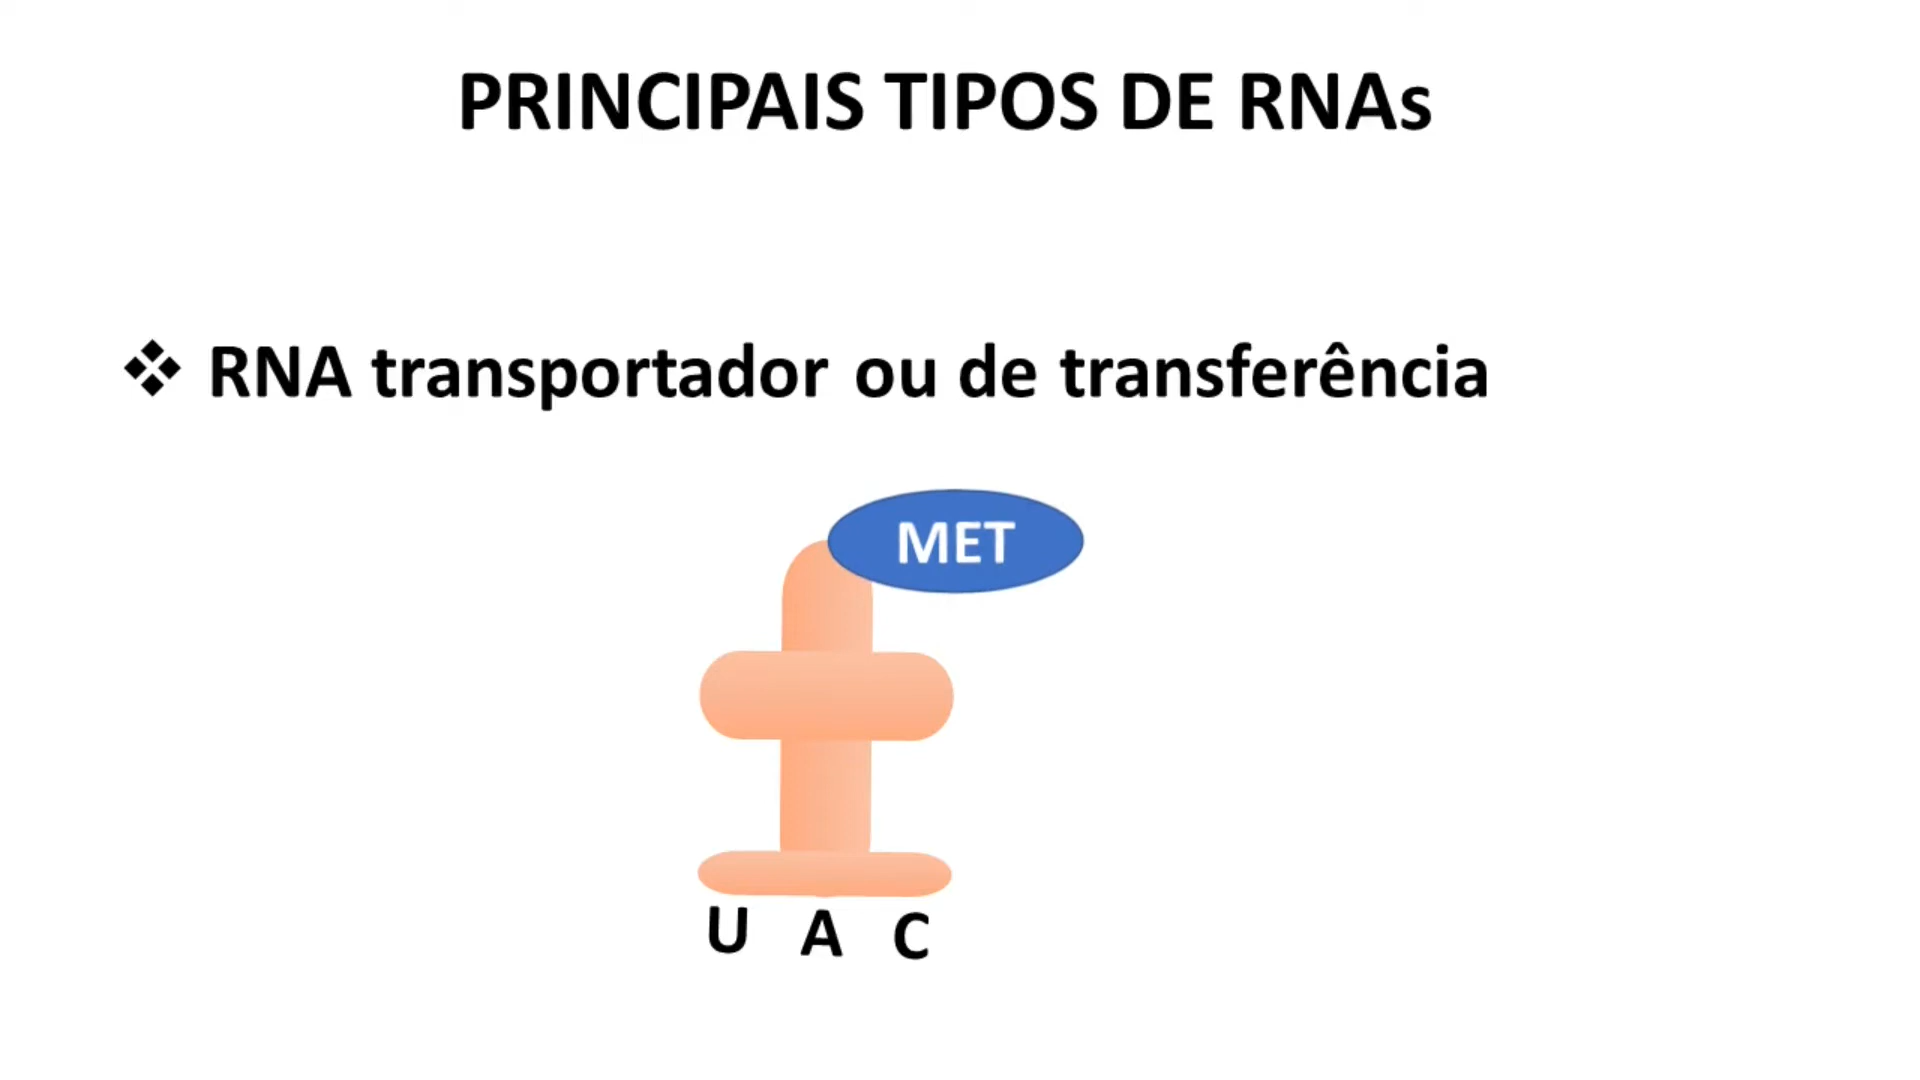 PRINCIPAIS TIPOS DE RNAs
❖ RNA transportador ou de transferência
MET
U A C